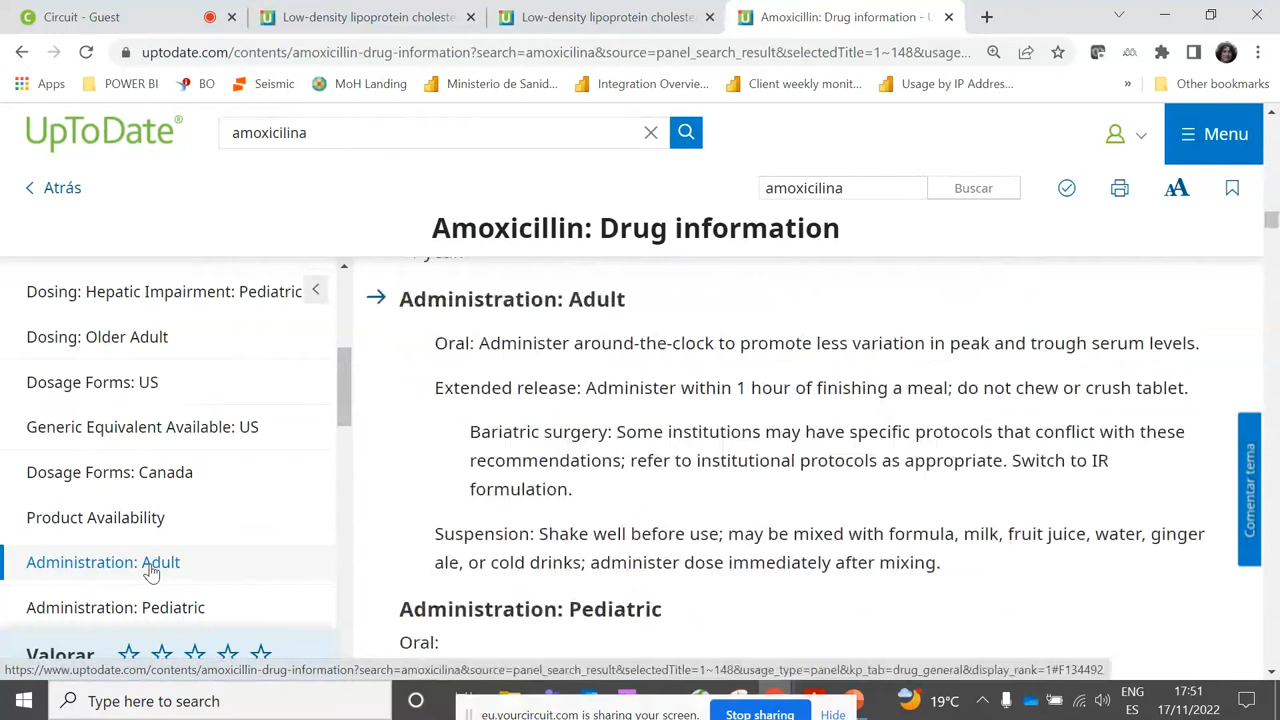 Circuit - Guest
Low-density lipoprotein choleste
Low-density lipoprotein choleste
Amoxicillin: Drug information - U
uptodate.com/contents/amoxicillin-drug-information?search=amoxicilina&source=panel_search_result&selectedTitle=1~148&usage...
Apps
POWER BI
BO
Seismic
MoH Landing
Ministerio de Sanid...
Integration Overvie...
Client weekly monit...
Usage by IP Addres...
»
Other bookmarks
UpToDate®
amoxicilina
Menu
Atrás
amoxicilina
Buscar
AA
Amoxicillin: Drug information
Dosing: Hepatic Impairment: Pediatric
Dosing: Older Adult
Dosage Forms: US
Generic Equivalent Available: US
Dosage Forms: Canada
Product Availability
Administration: Adult
Administration: Pediatric
Valorar
Administration: Adult
Oral: Administer around-the-clock to promote less variation in peak and trough serum levels.
Extended release: Administer within 1 hour of finishing a meal; do not chew or crush tablet.
Bariatric surgery: Some institutions may have specific protocols that conflict with these
recommendations; refer to institutional protocols as appropriate. Switch to IR
formulation.
Suspension: Shake well before use; may be mixed with formula, milk, fruit juice, water, ginger
ale, or cold drinks; administer dose immediately after mixing.
Administration: Pediatric
Oral:
Comentar tema
https://www.uptodate.com/contents/amoxicillin-drug-information?search=amoxicilina&source=panel_search_result&selectedTitle=1~148&usage_type=panel&kp_tab=drug_general&display_rank=1#F134492
Type here to search
eu.yourcircuit.com is sharing your screen.
Stop sharing
Hide
19°C
ENG
ES
17:51
17/11/2022